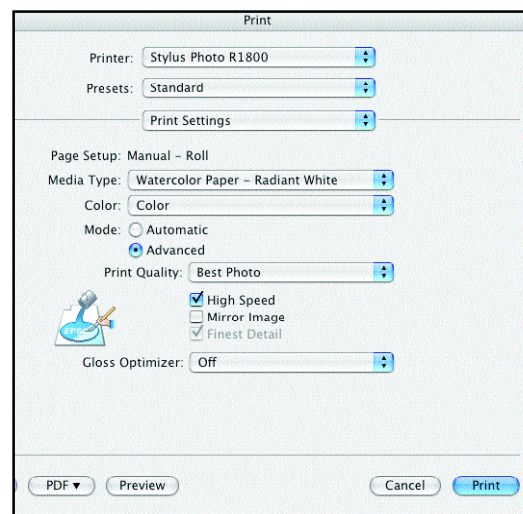 Print
Printer: Stylus Photo R1800
Presets: Standard
Print Settings
Page Setup: Manual – Roll
Media Type: Watercolor Paper – Radiant White
Color: Color
Mode: Automatic
Advanced
Print Quality: Best Photo
High Speed
Mirror Image
Finest Detail
Gloss Optimizer: Off
PDF Preview Cancel Print